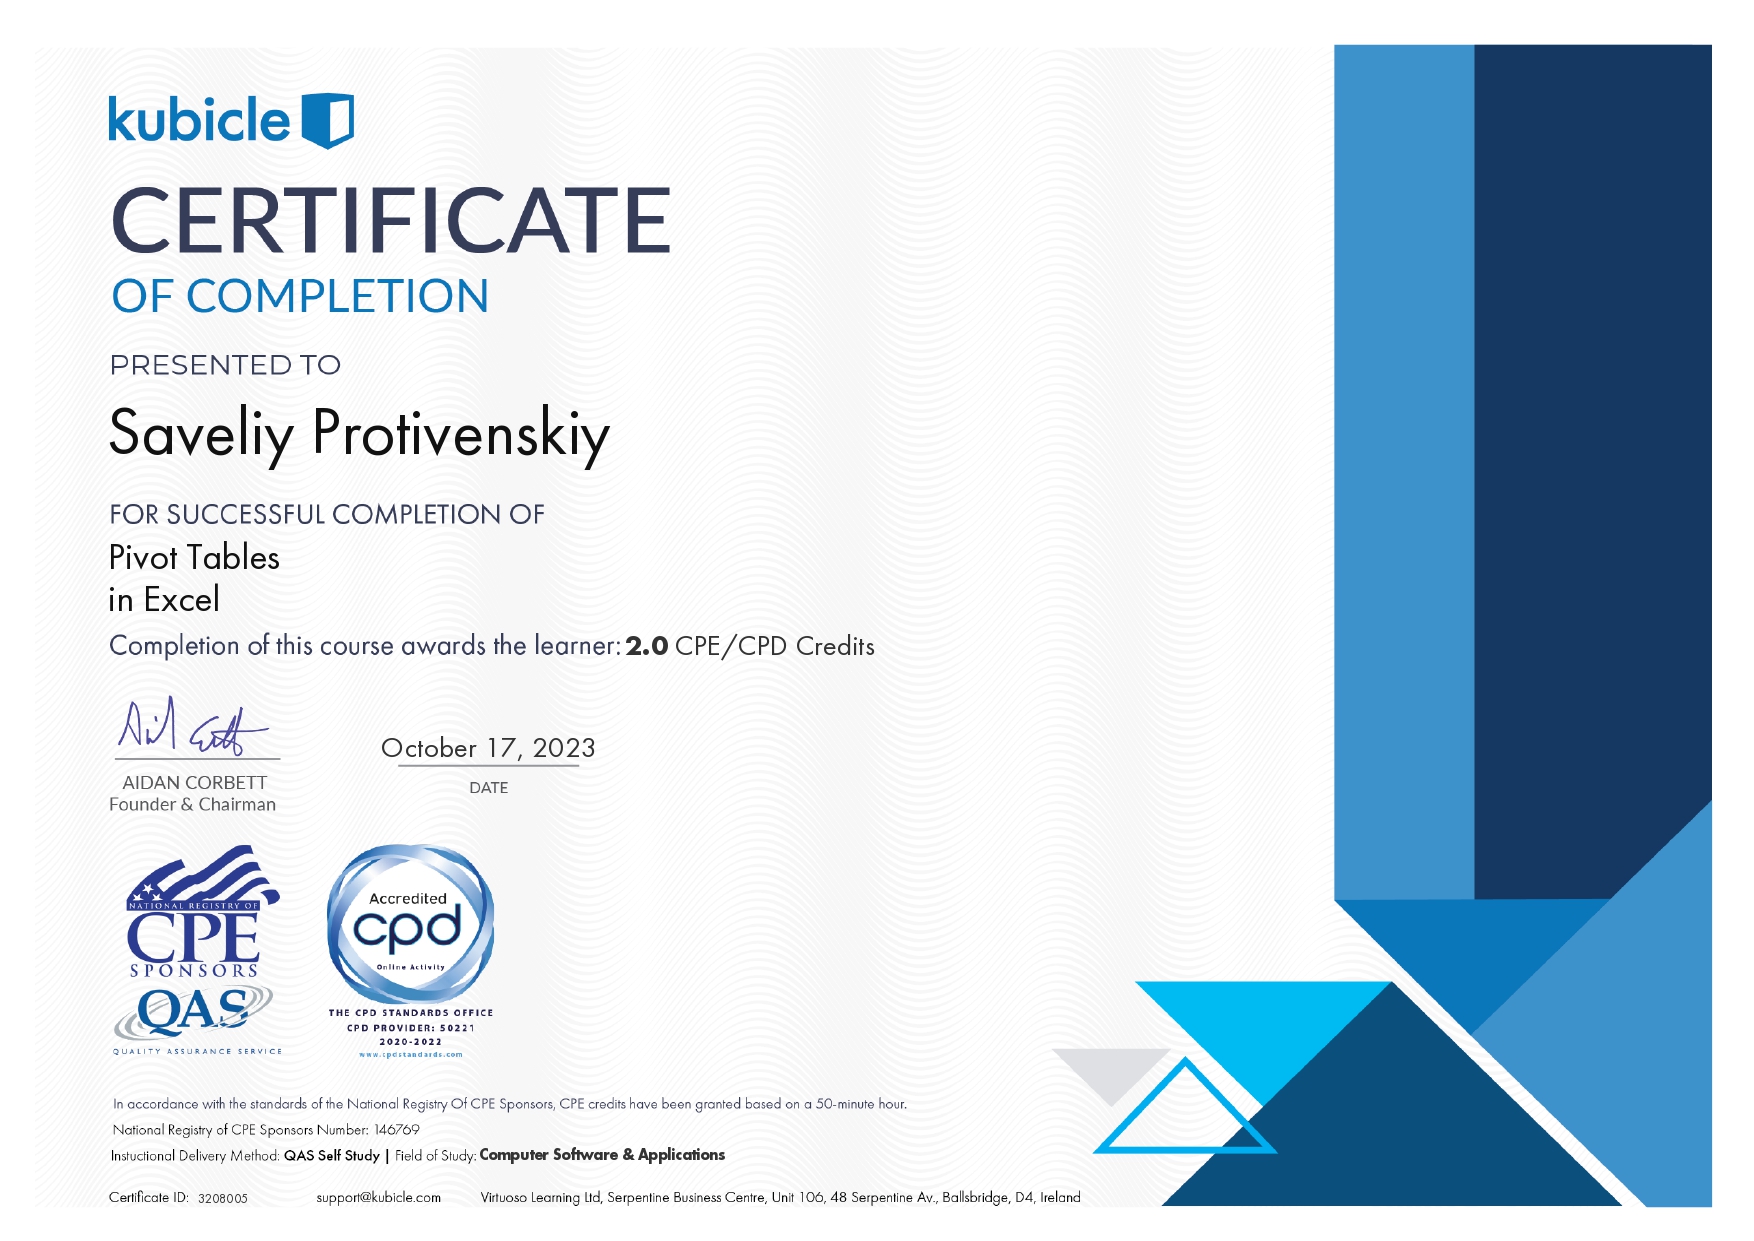 kubicle
CERTIFICATE
OF COMPLETION
PRESENTED TO
Saveliy Protivenskiy
FOR SUCCESSFUL COMPLETION OF
Pivot Tables
in Excel
Completion of this course awards the learner: 2.0 CPE/CPD Credits
October 17, 2023
AIDAN CORBETT
Founder & Chairman
DATE
NATIONAL REGISTRY OF
CPE
SPONSORS
QAS
QUALITY ASSURANCE SERVICE
Accredited
cpd
Online Activity
THE CPD STANDARDS OFFICE
CPD PROVIDER: 50221
2020-2022
www.cpdstandards.com
In accordance with the standards of the National Registry Of CPE Sponsors, CPE credits have been granted based on a 50-minute hour.
National Registry of CPE Sponsors Number: 146769
Instuctional Delivery Method: QAS Self Study | Field of Study: Computer Software & Applications
Certificate ID: 3208005 support@kubicle.com Virtuoso Learning Ltd, Serpentine Business Centre, Unit 106, 48 Serpentine Av., Ballsbridge, D4, Ireland